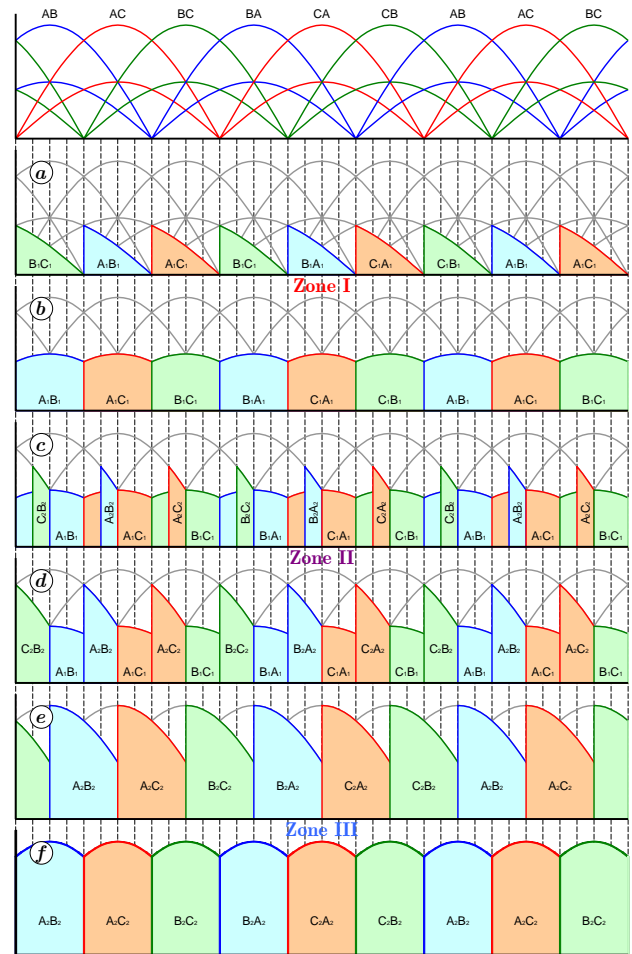 AB AC BC BA CA CB AB AC BC
a
B₁C₁ A₁B₁ A₁C₁ B₁C₁ B₁A₁ C₁A₁ C₁B₁ A₁B₁ A₁C₁
Zone I
b
A₁B₁ A₁C₁ B₁C₁ B₁A₁ C₁A₁ C₁B₁ A₁B₁ A₁C₁ B₁C₁
c
C₂B₂ A₂B₂ A₂C₂ B₂C₂ B₂A₂ C₂A₂ C₂B₂ A₂B₂ A₂C₂
A₁B₁ A₁C₁ B₁C₁ B₁A₁ C₁A₁ C₁B₁ A₁B₁ A₁C₁ B₁C₁
Zone II
d
C₂B₂ A₂B₂ A₂C₂ B₂C₂ B₂A₂ C₂A₂ C₂B₂ A₂B₂ A₂C₂
A₁B₁ A₁C₁ B₁C₁ B₁A₁ C₁A₁ C₁B₁ A₁B₁ A₁C₁ B₁C₁
e
A₂B₂ A₂C₂ B₂C₂ B₂A₂ C₂A₂ C₂B₂ A₂B₂ A₂C₂
Zone III
f
A₂B₂ A₂C₂ B₂C₂ B₂A₂ C₂A₂ C₂B₂ A₂B₂ A₂C₂ B₂C₂